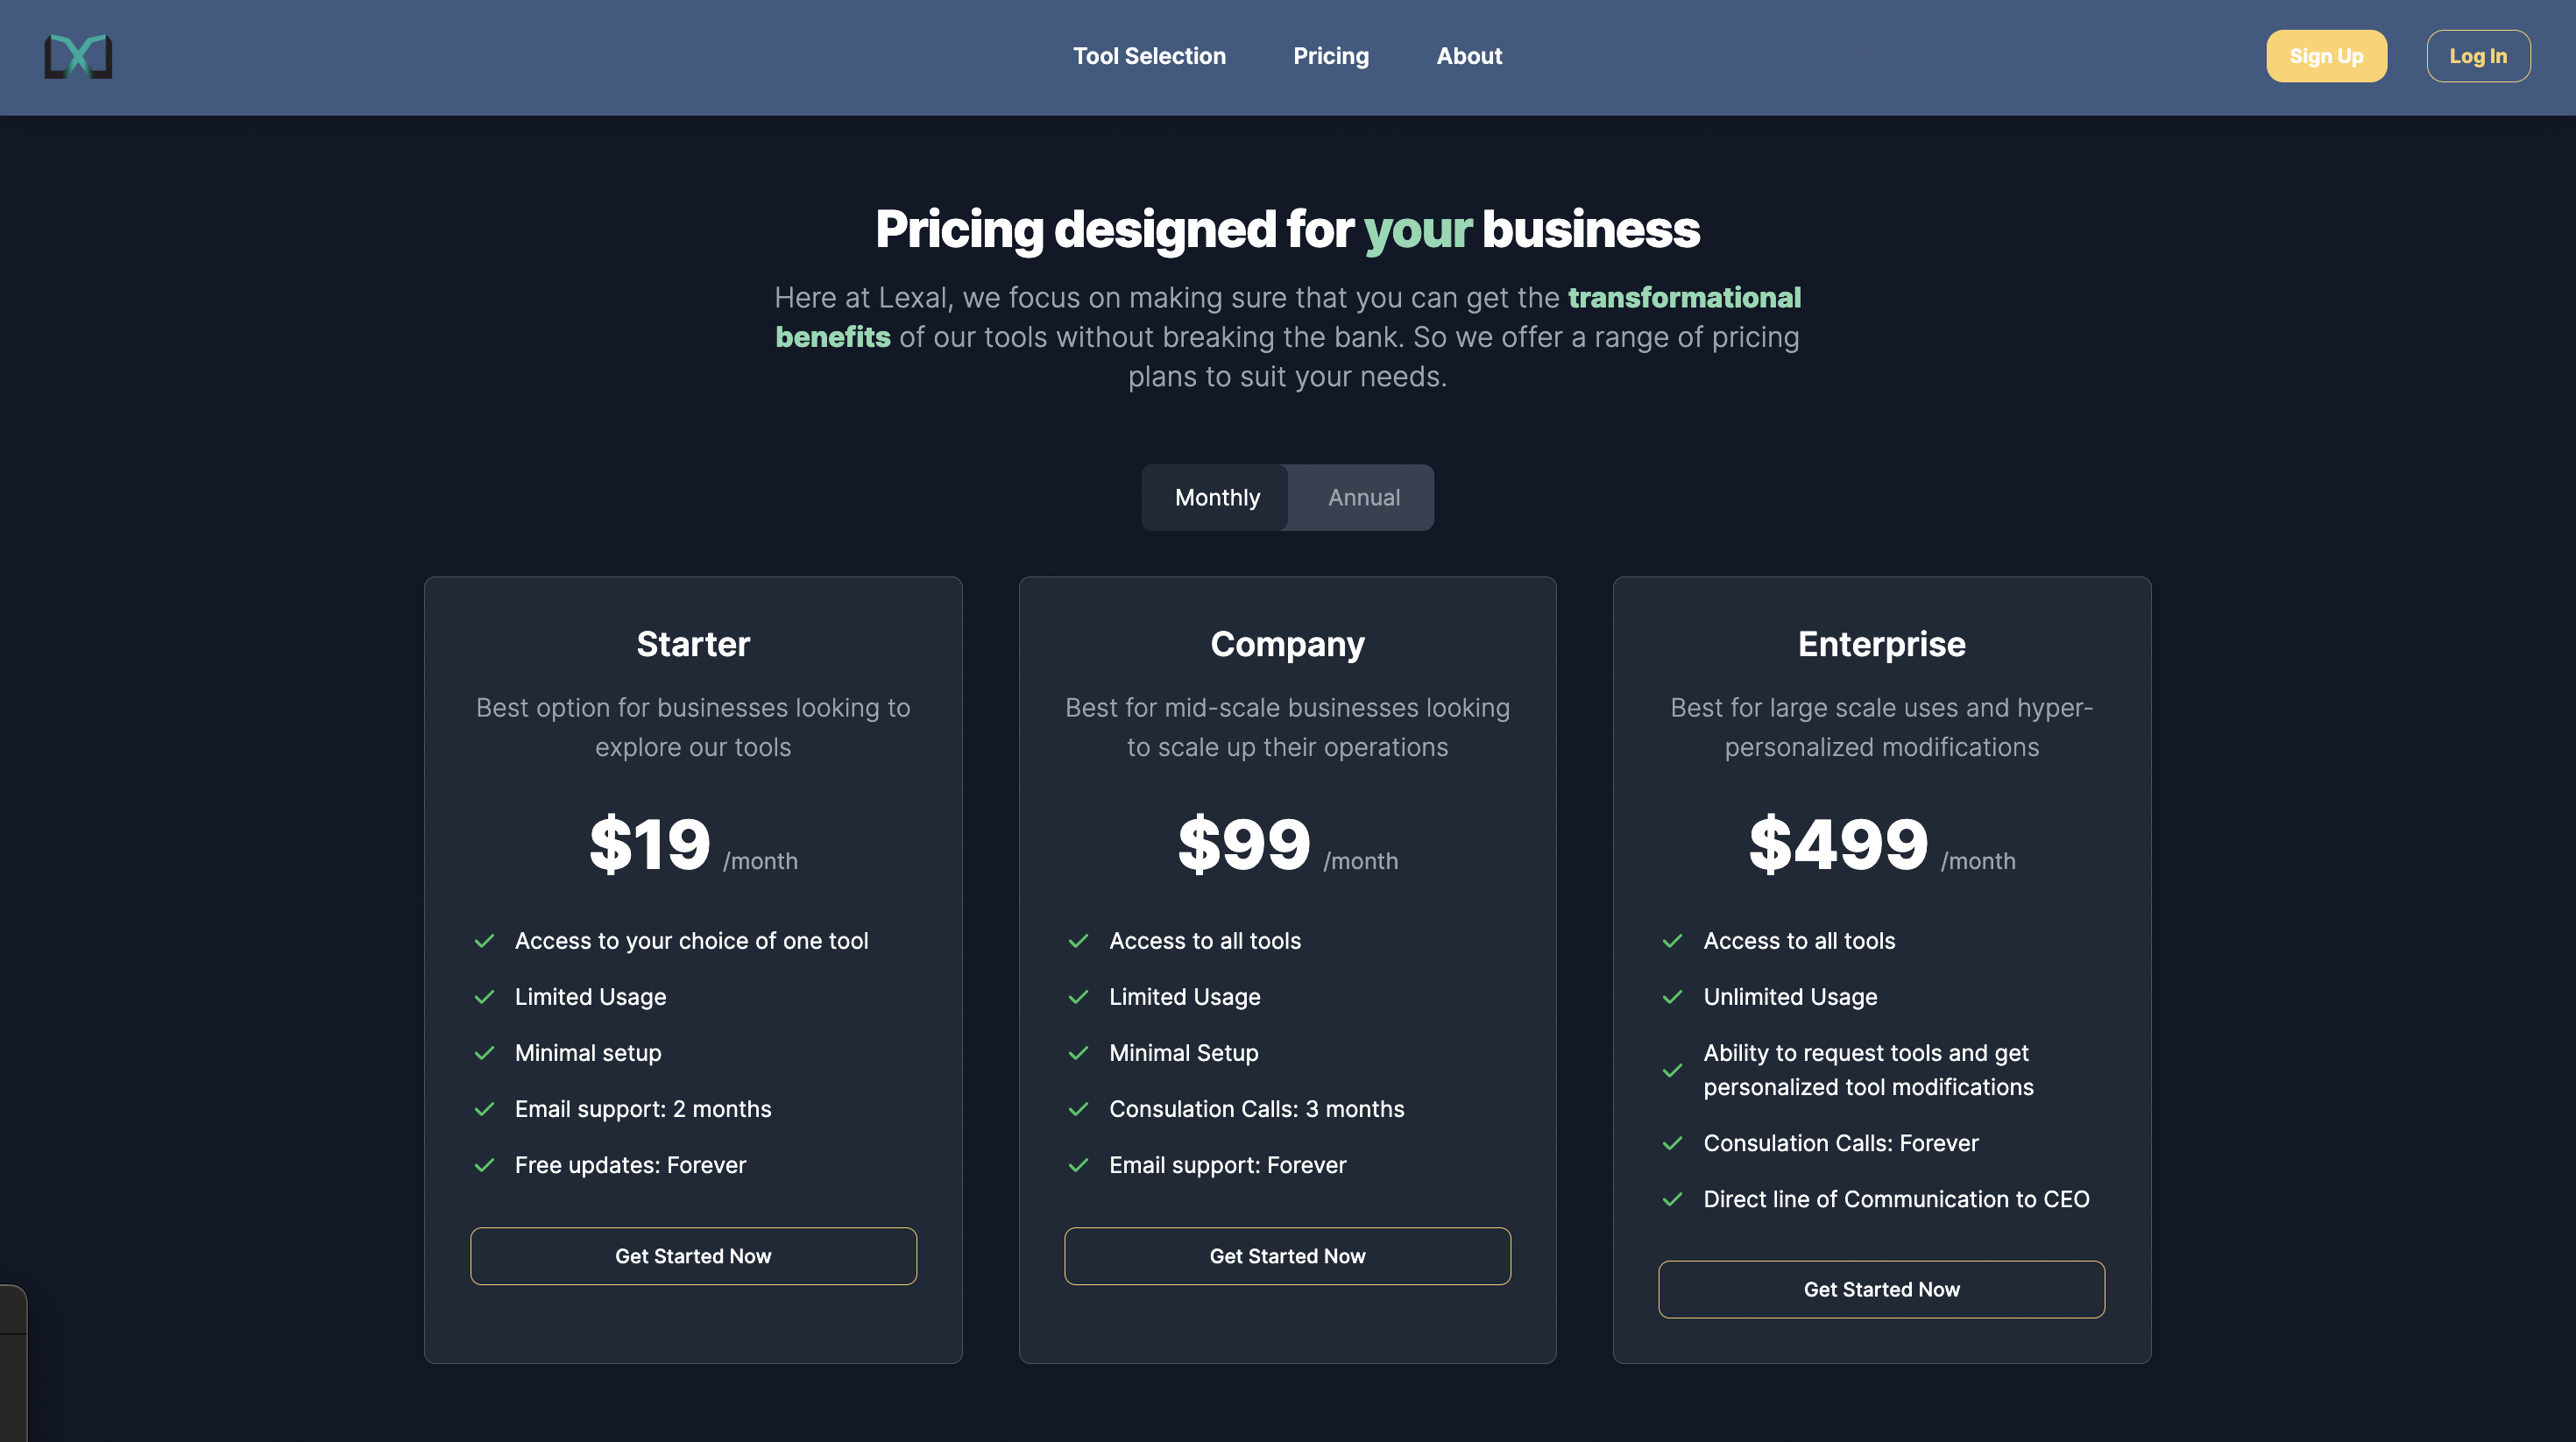 Tool Selection
Pricing
About
Sign Up
Log In
Pricing designed for your business
Here at Lexal, we focus on making sure that you can get the transformational
benefits of our tools without breaking the bank. So we offer a range of pricing
plans to suit your needs.
Monthly
Annual
Starter
Best option for businesses looking to
explore our tools
$19 /month
Access to your choice of one tool
Limited Usage
Minimal setup
Email support: 2 months
Free updates: Forever
Get Started Now
Company
Best for mid-scale businesses looking
to scale up their operations
$99 /month
Access to all tools
Limited Usage
Minimal Setup
Consulation Calls: 3 months
Email support: Forever
Get Started Now
Enterprise
Best for large scale uses and hyper-
personalized modifications
$499 /month
Access to all tools
Unlimited Usage
Ability to request tools and get
personalized tool modifications
Consulation Calls: Forever
Direct line of Communication to CEO
Get Started Now